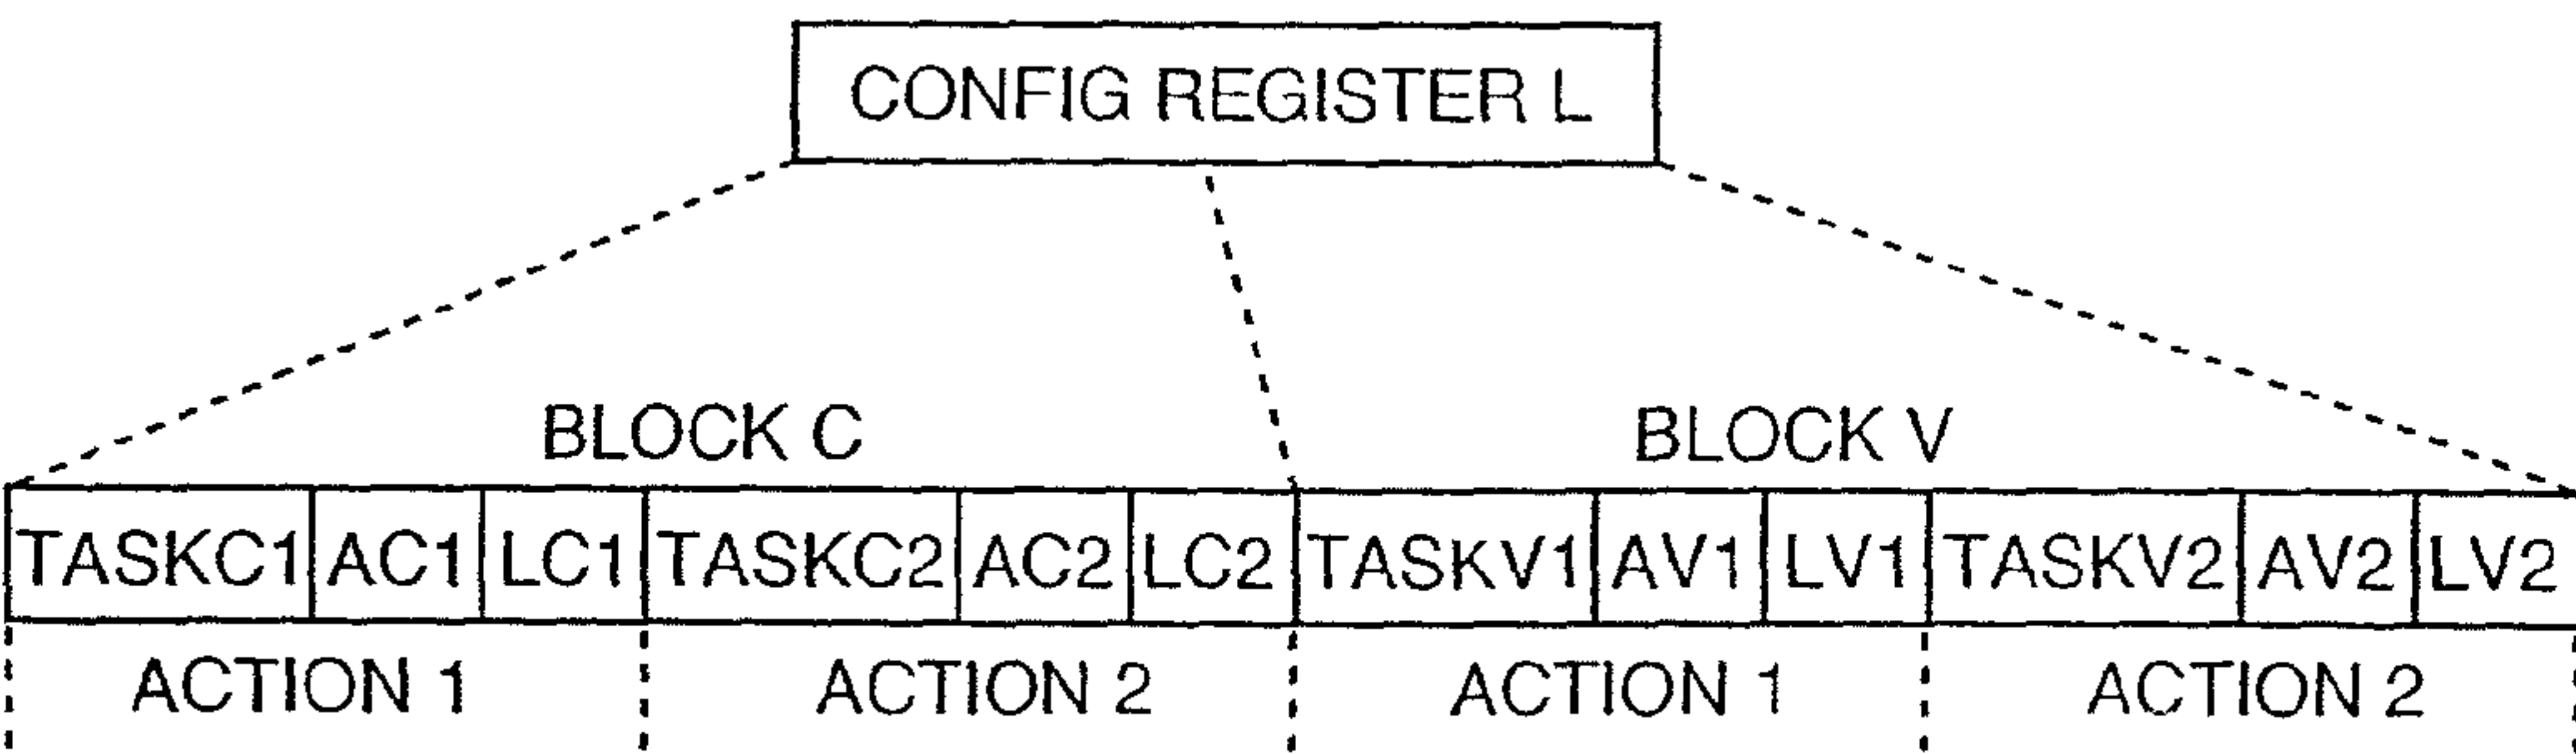 CONFIG REGISTER L
BLOCK C BLOCK V
TASKC1 AC1 LC1 TASKC2 AC2 LC2 TASKV1 AV1 LV1 TASKV2 AV2 LV2
ACTION 1 ACTION 2 ACTION 1 ACTION 2